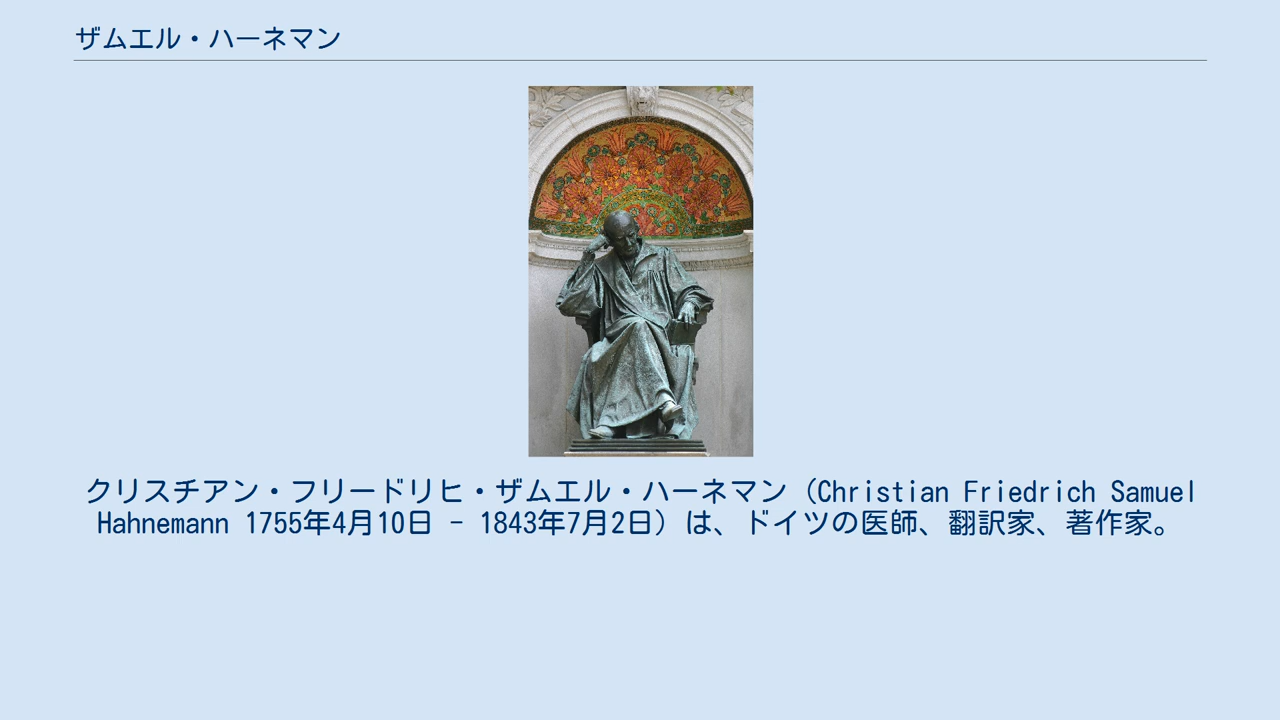 ザムエル・ハーネマン
クリスチアン・フリードリヒ・ザムエル・ハーネマン（Christian Friedrich Samuel
Hahnemann 1755年4月10日 - 1843年7月2日）は、ドイツの医師、翻訳家、著作家。